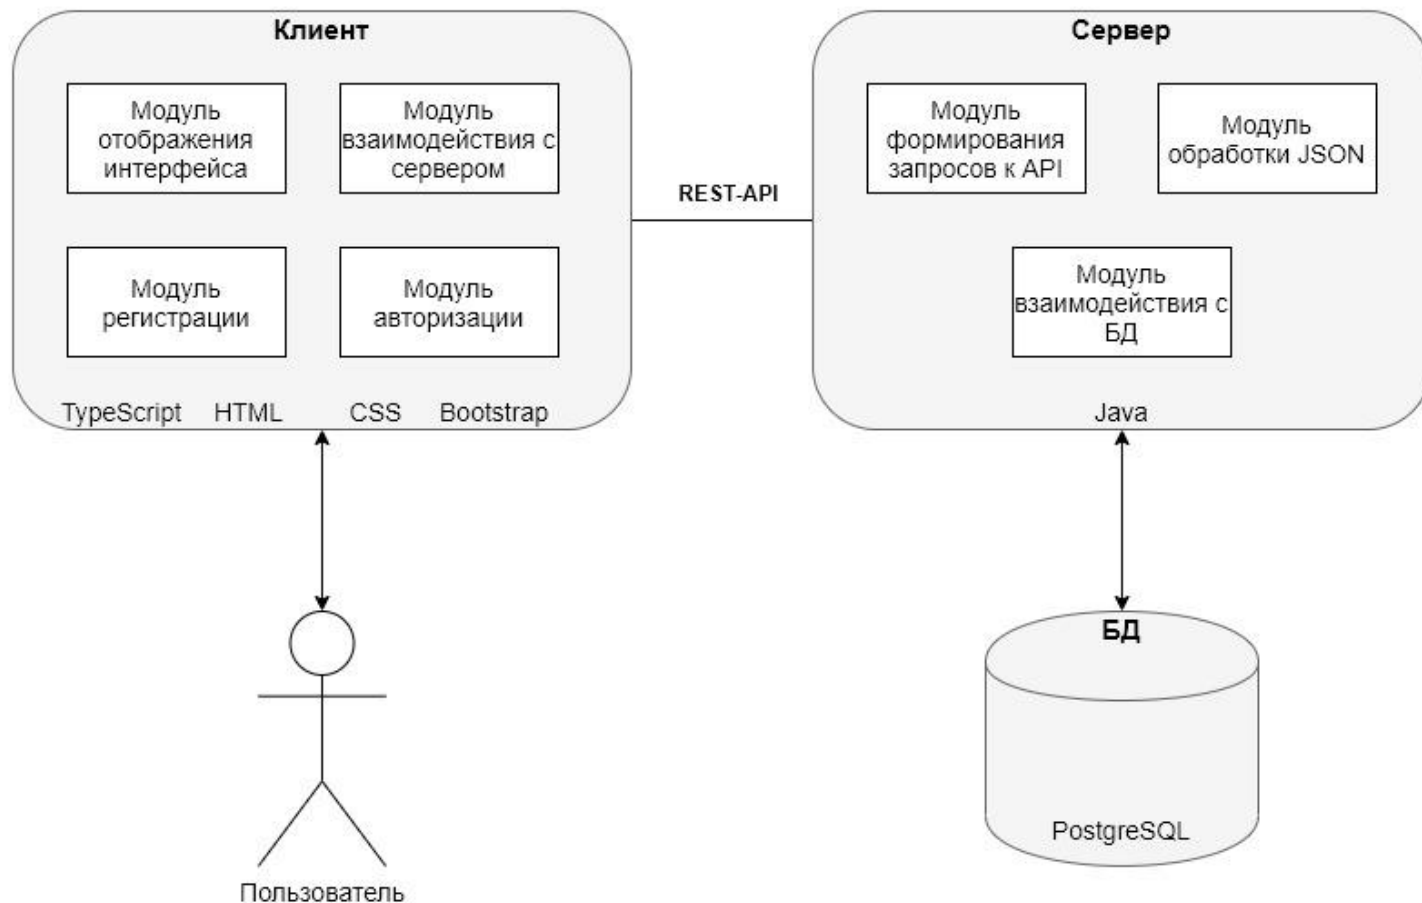 Клиент
Модуль
отображения
интерфейса
Модуль
взаимодействия с
сервером
Модуль
регистрации
Модуль
авторизации
TypeScript HTML CSS Bootstrap
REST-API
Сервер
Модуль
формирования
запросов к API
Модуль
обработки JSON
Модуль
взаимодействия с
БД
Java
Пользователь
БД
PostgreSQL